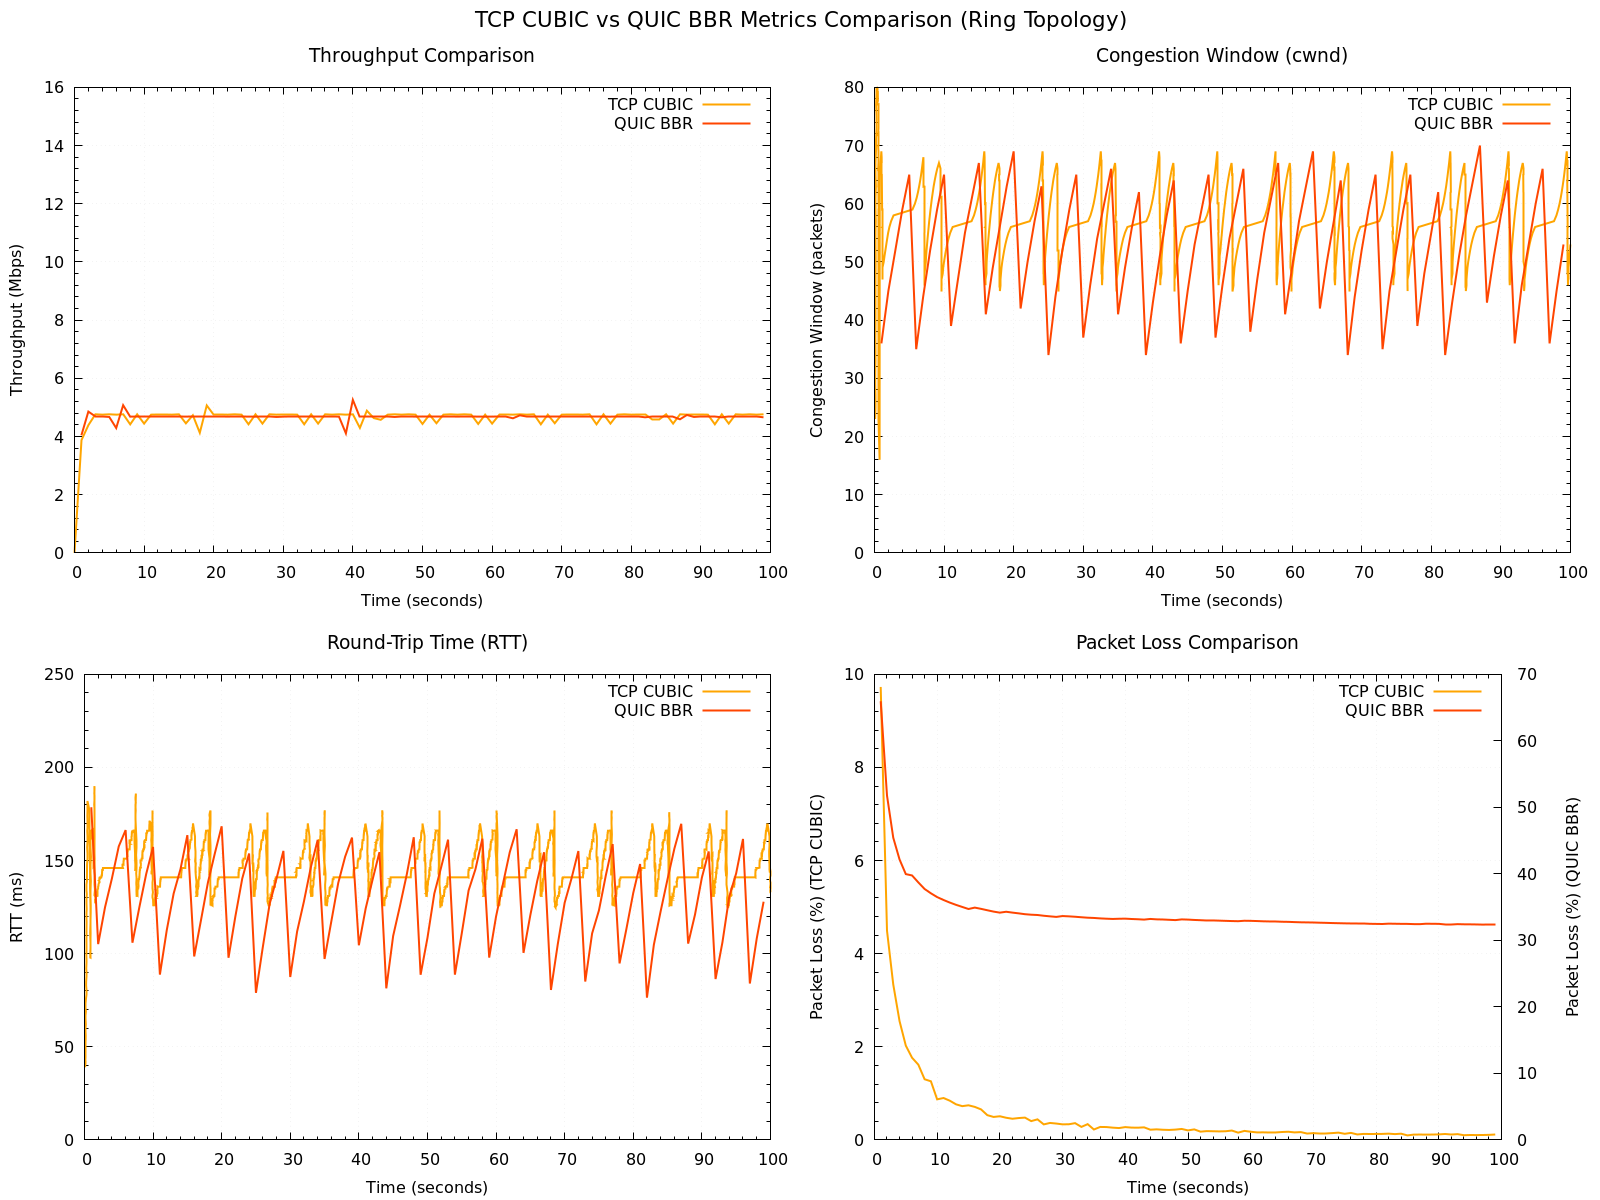 TCP CUBIC vs QUIC BBR Metrics Comparison (Ring Topology)
Throughput Comparison
TCP CUBIC
QUIC BBR
Throughput (Mbps)
16
14
12
10
8
6
4
2
0
0 10 20 30 40 50 60 70 80 90 100
Time (seconds)
Congestion Window (cwnd)
TCP CUBIC
QUIC BBR
Congestion Window (packets)
80
70
60
50
40
30
20
10
0
0 10 20 30 40 50 60 70 80 90 100
Time (seconds)
Round-Trip Time (RTT)
TCP CUBIC
QUIC BBR
RTT (ms)
250
200
150
100
50
0
0 10 20 30 40 50 60 70 80 90 100
Time (seconds)
Packet Loss Comparison
TCP CUBIC
QUIC BBR
Packet Loss (%) (TCP CUBIC)
10
8
6
4
2
0
0 10 20 30 40 50 60 70 80 90 100
Time (seconds)
70
60
50
40
30
20
10
0
Packet Loss (%) (QUIC BBR)